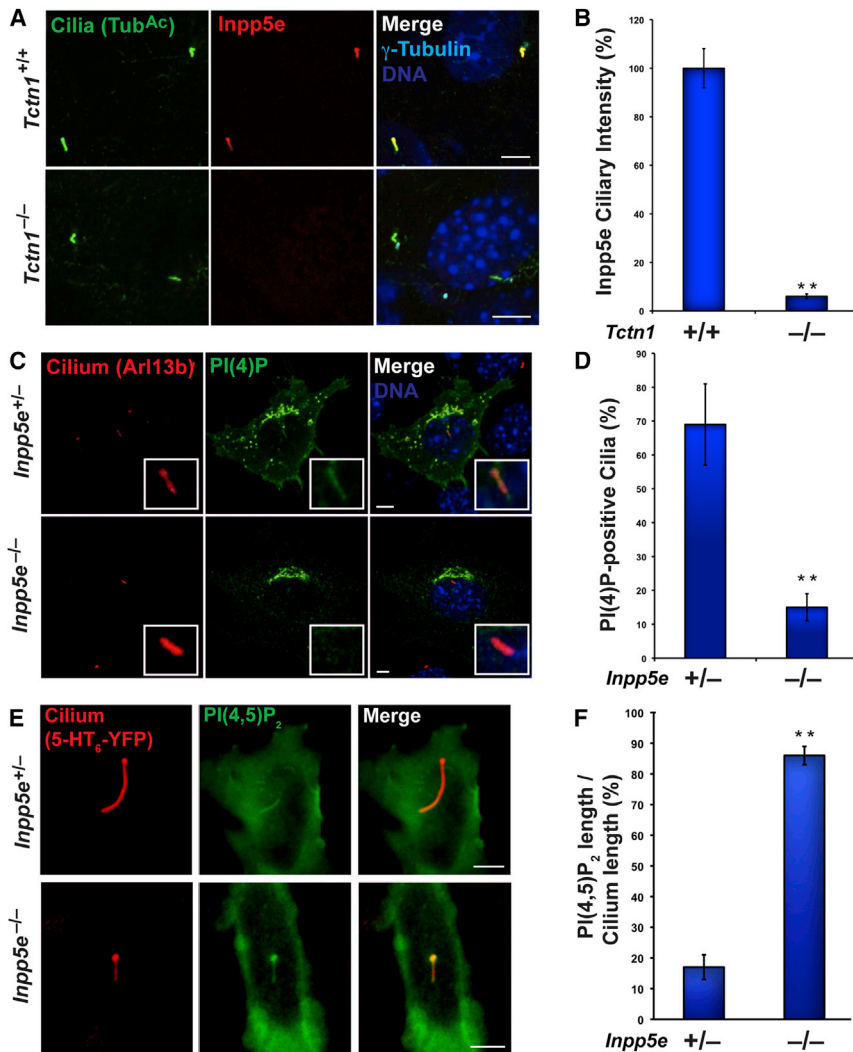 A
Cilia (Tub^Ac)
Inpp5e
Merge
γ-Tubulin
DNA
Tctn1^+/+
Tctn1^–/–
B
Inpp5e Ciliary Intensity (%)
140
120
100
80
60
40
20
0
**
Tctn1 +/+ –/–
C
Cilium (Arl13b)
PI(4)P
Merge
DNA
Inpp5e^+/–
Inpp5e^–/–
D
PI(4)P-positive Cilia (%)
90
80
70
60
50
40
30
20
10
0
**
Inpp5e +/– –/–
E
Cilium
(5-HT₆-YFP)
PI(4,5)P₂
Merge
Inpp5e^+/–
Inpp5e^–/–
F
PI(4,5)P₂ length /
Cilium length (%)
100
90
80
70
60
50
40
30
20
10
0
**
Inpp5e +/– –/–